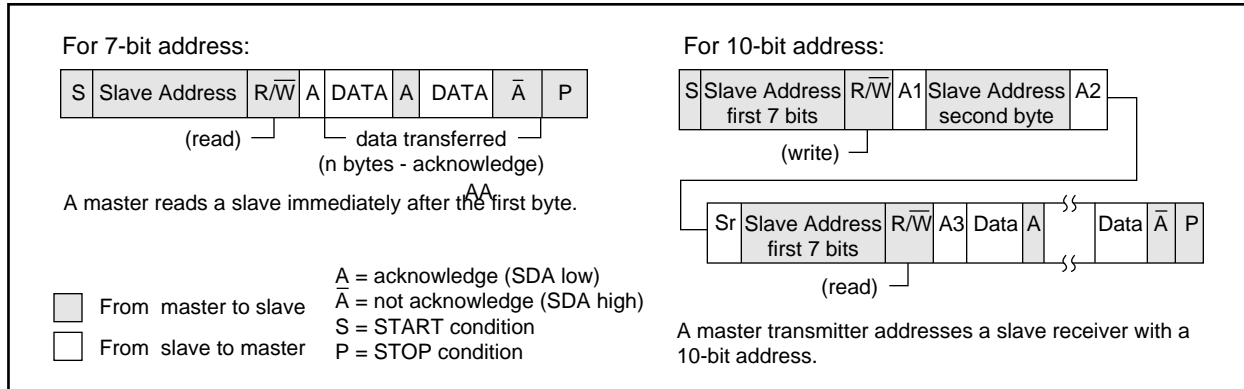 For 7-bit address:
S Slave Address R/W̅ A DATA A DATA A̅ P
(read)
data transferred
(n bytes - acknowledge)
AA
A master reads a slave immediately after the first byte.
From master to slave
From slave to master
A = acknowledge (SDA low)
A̅ = not acknowledge (SDA high)
S = START condition
P = STOP condition
For 10-bit address:
S Slave Address first 7 bits R/W̅ A1 Slave Address second byte A2
(write)
Sr Slave Address first 7 bits R/W̅ A3 Data A Data A̅ P
(read)
A master transmitter addresses a slave receiver with a
10-bit address.